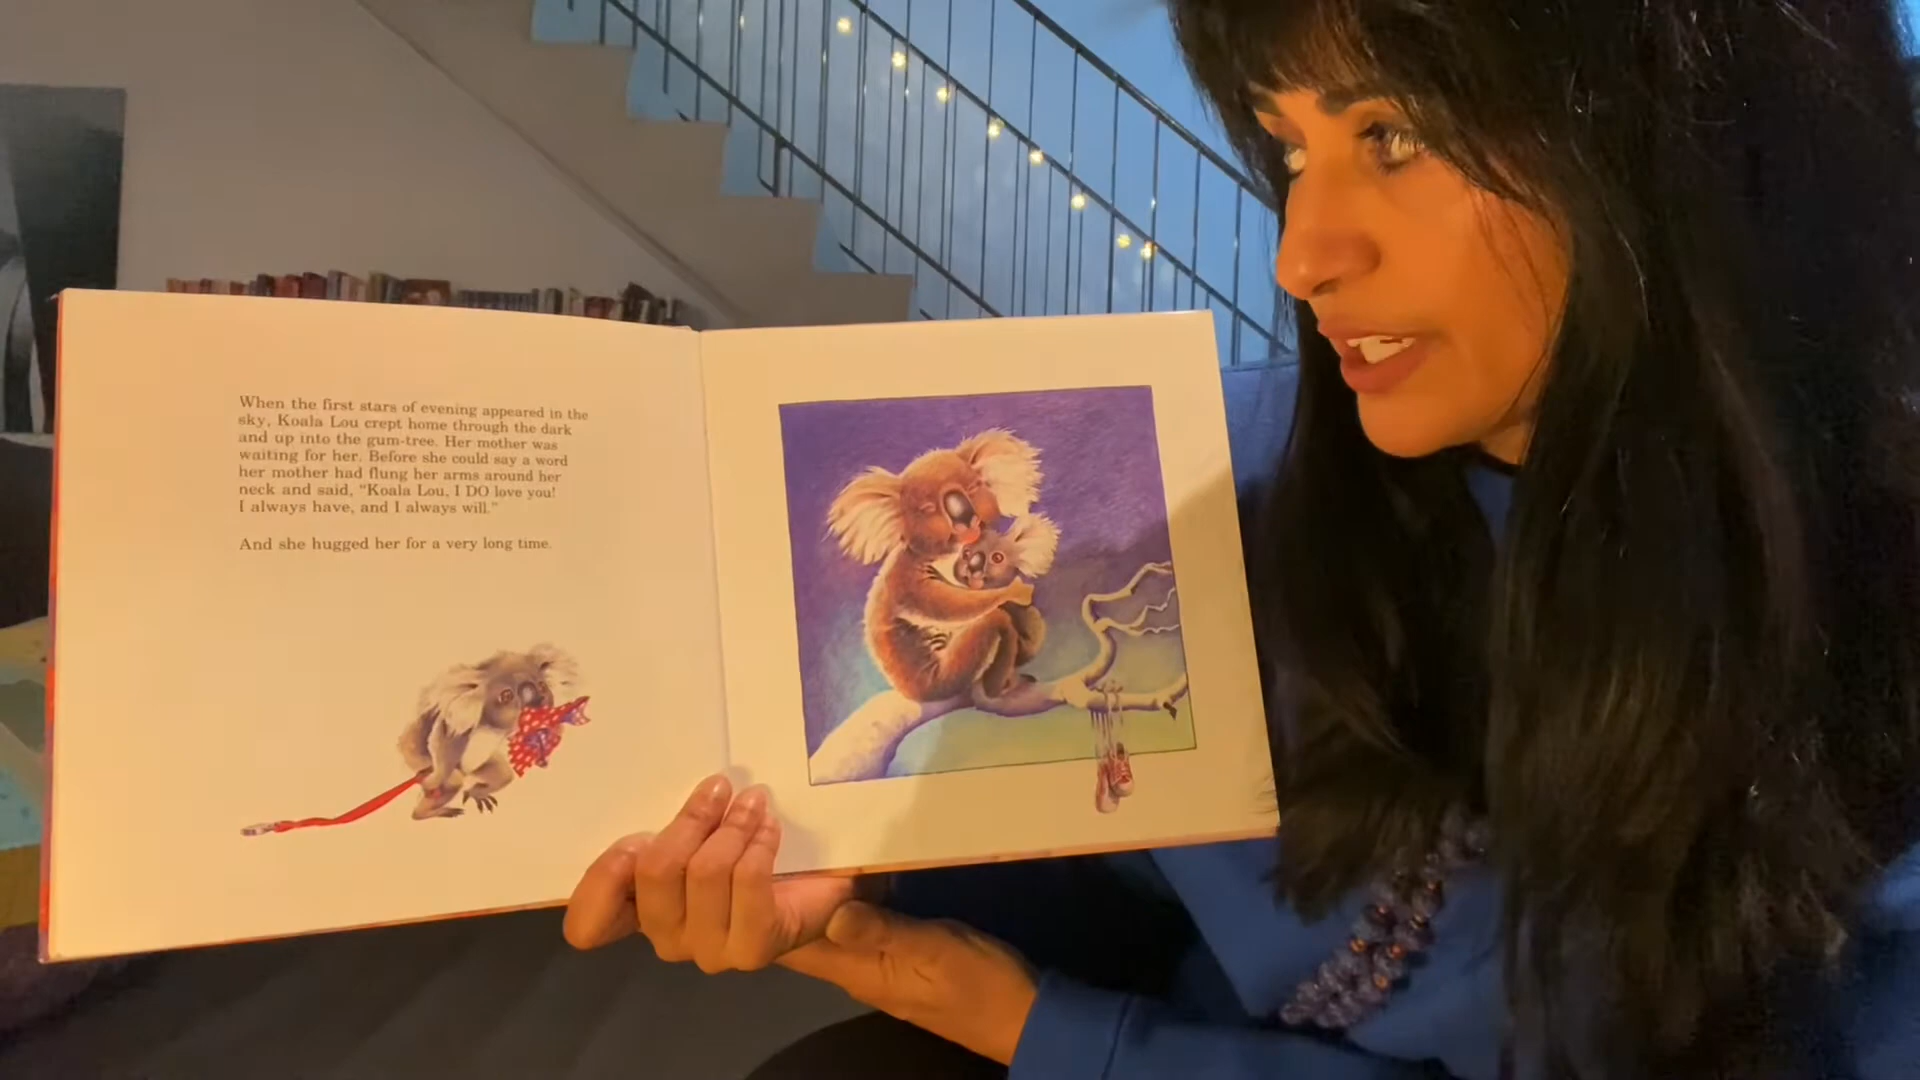 When the first stars of evening appeared in the
sky, Koala Lou crept home through the dark
and up into the gum-tree. Her mother was
waiting for her. Before she could say a word
her mother had flung her arms around her
neck and said, "Koala Lou, I DO love you!
I always have, and I always will."
And she hugged her for a very long time.